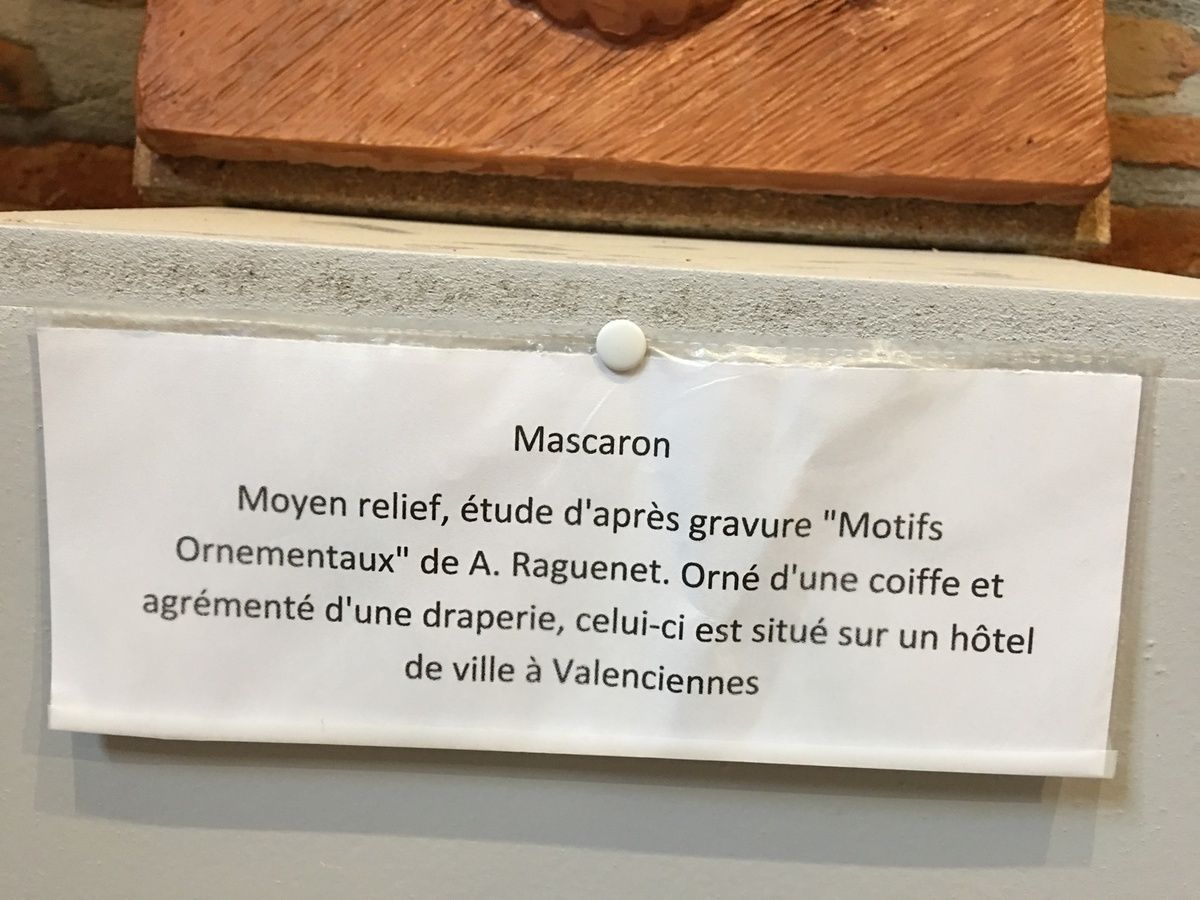 Mascaron
Moyen relief, étude d'après gravure "Motifs
Ornementaux" de A. Raguenet. Orné d'une coiffe et
agrémenté d'une draperie, celui-ci est situé sur un hôtel
de ville à Valenciennes